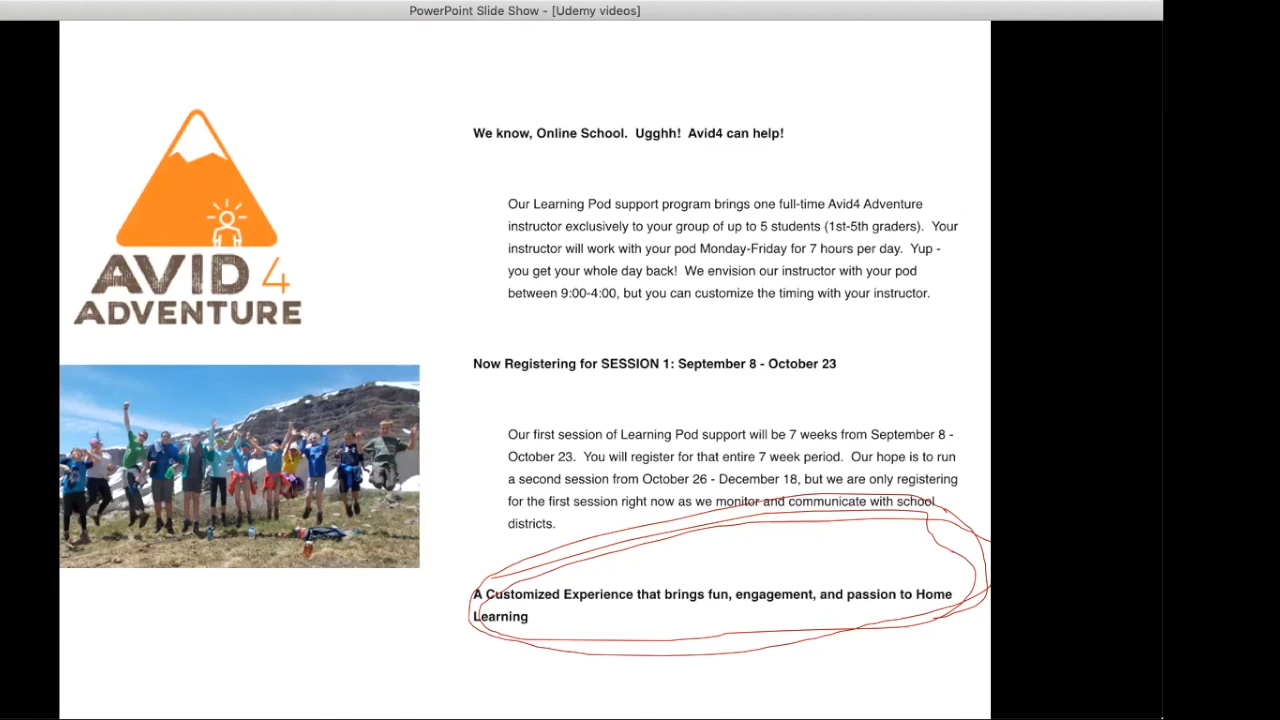 PowerPoint Slide Show - [Udemy videos]
AVID 4
ADVENTURE
We know, Online School.  Ugghh!  Avid4 can help!
Our Learning Pod support program brings one full-time Avid4 Adventure
instructor exclusively to your group of up to 5 students (1st-5th graders).  Your
instructor will work with your pod Monday-Friday for 7 hours per day.  Yup -
you get your whole day back!  We envision our instructor with your pod
between 9:00-4:00, but you can customize the timing with your instructor.
Now Registering for SESSION 1: September 8 - October 23
Our first session of Learning Pod support will be 7 weeks from September 8 -
October 23.  You will register for that entire 7 week period.  Our hope is to run
a second session from October 26 - December 18, but we are only registering
for the first session right now as we monitor and communicate with school
districts.
A Customized Experience that brings fun, engagement, and passion to Home
Learning